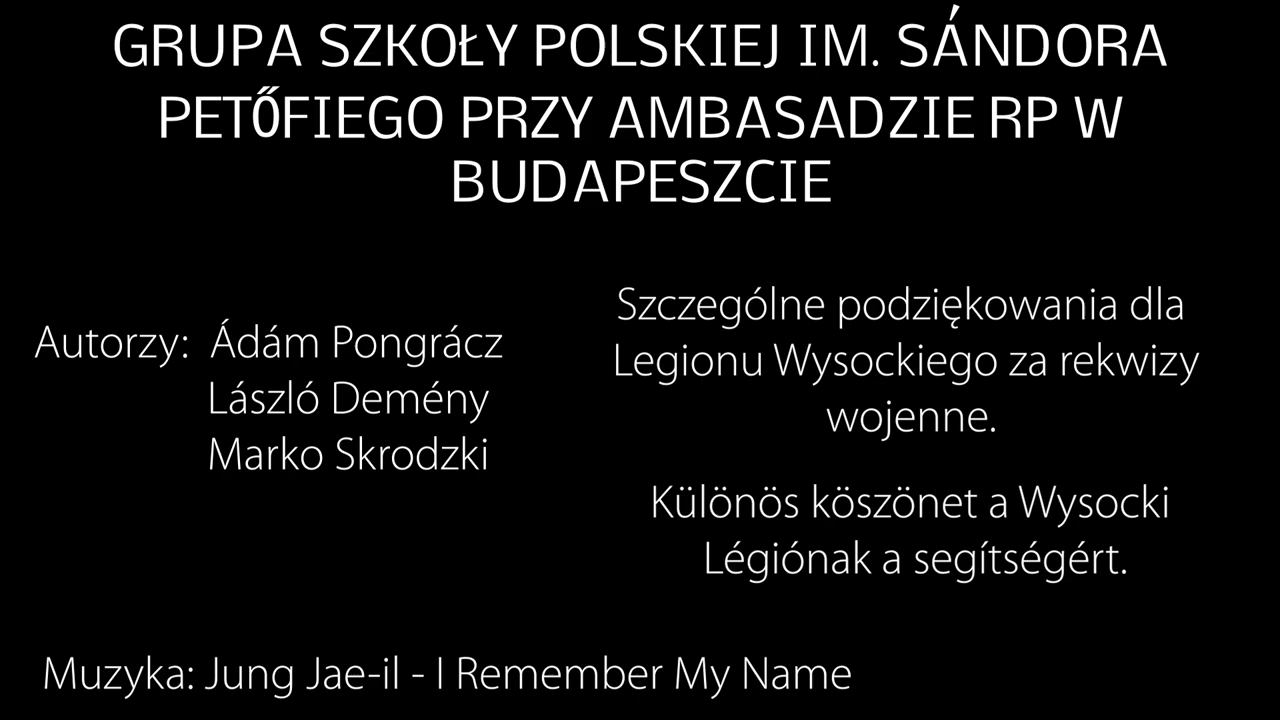 GRUPA SZKOŁY POLSKIEJ IM. SÁNDORA
PETŐFIEGO PRZY AMBASADZIE RP W
BUDAPESZCIE
Autorzy: Ádám Pongrácz
László Demény
Marko Skrodzki
Szczególne podziękowania dla
Legionu Wysockiego za rekwizy
wojenne.
Különös köszönet a Wysocki
Légiónak a segítségért.
Muzyka: Jung Jae-il - I Remember My Name